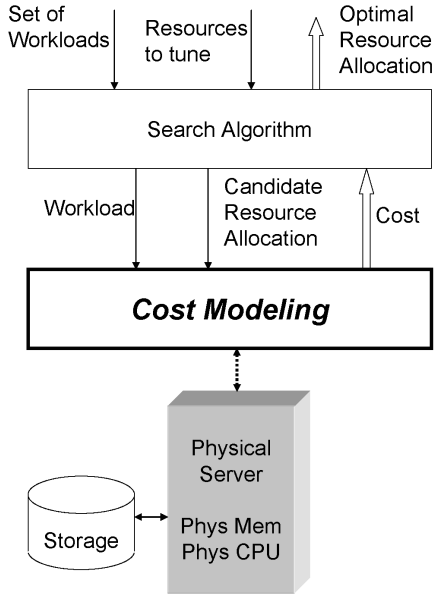 Set of
Workloads
Resources
to tune
Optimal
Resource
Allocation
Search Algorithm
Workload
Candidate
Resource
Allocation
Cost
Cost Modeling
Physical
Server
Phys Mem
Phys CPU
Storage